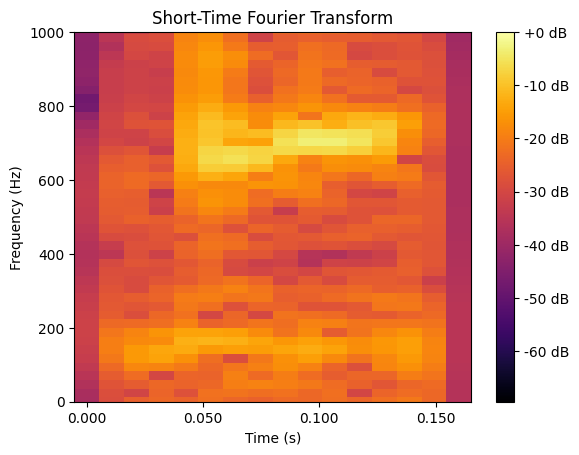 Short-Time Fourier Transform
1000
800
600
400
200
0
Frequency (Hz)
0.000
0.050
0.100
0.150
Time (s)
+0 dB
-10 dB
-20 dB
-30 dB
-40 dB
-50 dB
-60 dB